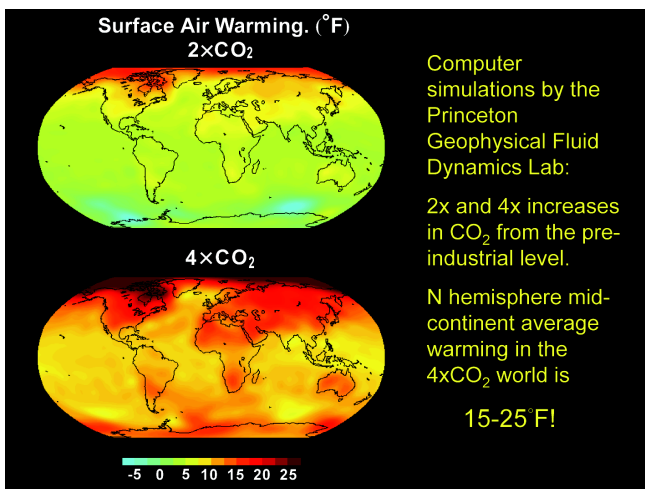 Surface Air Warming. (°F)
2×CO₂
4×CO₂
-5 0 5 10 15 20 25
Computer
simulations by the
Princeton
Geophysical Fluid
Dynamics Lab:
2x and 4x increases
in CO₂ from the pre-
industrial level.
N hemisphere mid-
continent average
warming in the
4xCO₂ world is
15-25°F!